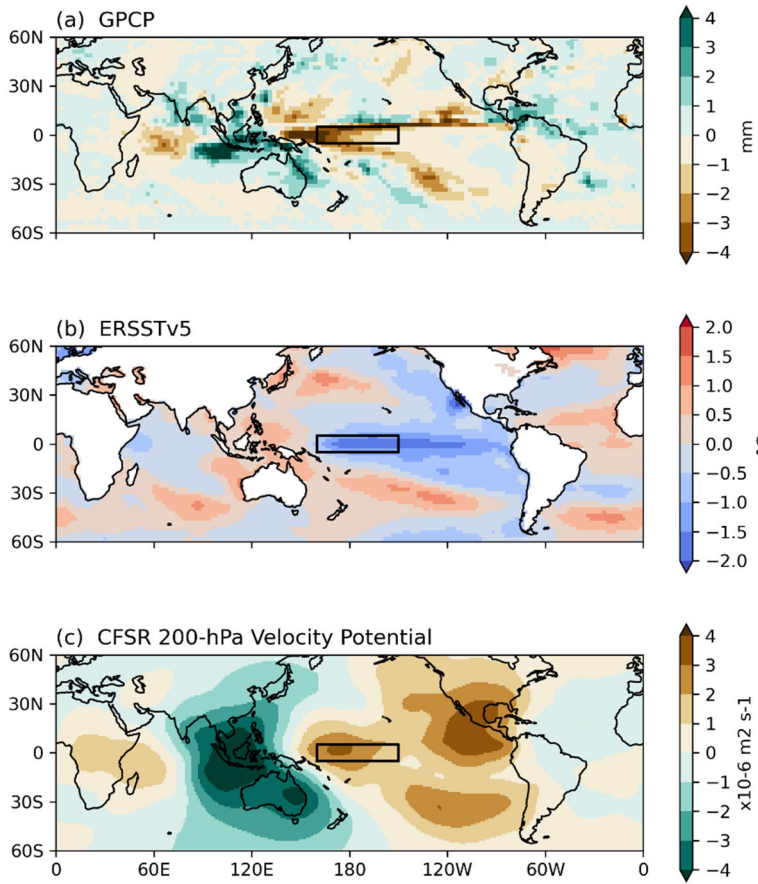 (a) GPCP
60N
30N
0
30S
60S
4
3
2
1
0
−1
−2
−3
−4
mm
(b) ERSSTv5
60N
30N
0
30S
60S
2.0
1.5
1.0
0.5
0.0
−0.5
−1.0
−1.5
−2.0
(c) CFSR 200-hPa Velocity Potential
60N
30N
0
30S
60S
0
60E
120E
180
120W
60W
0
4
3
2
1
0
−1
−2
−3
−4
x10-6 m2 s-1